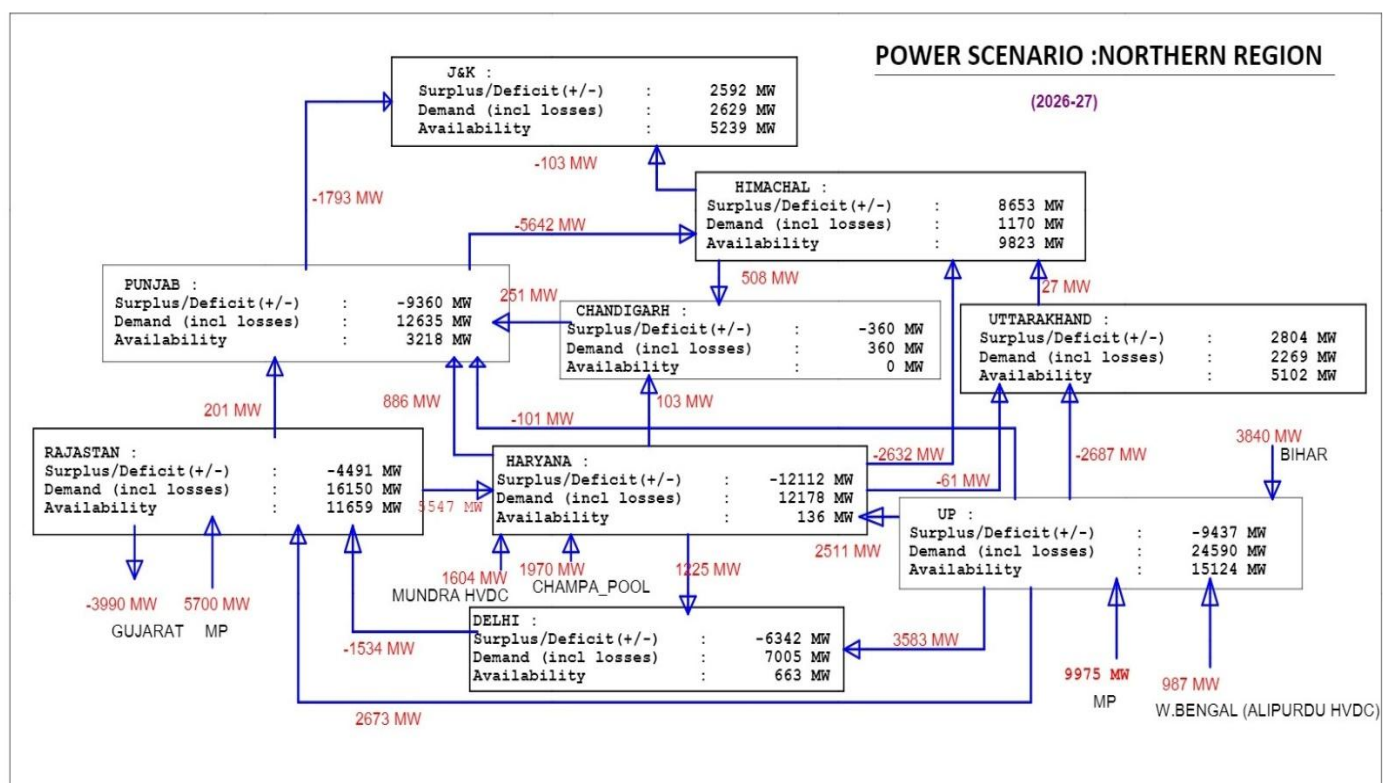 POWER SCENARIO :NORTHERN REGION
(2026-27)
J&K :
Surplus/Deficit(+/-) : 2592 MW
Demand (incl losses) : 2629 MW
Availability : 5239 MW
-103 MW
-1793 MW
HIMACHAL :
Surplus/Deficit(+/-) : 8653 MW
Demand (incl losses) : 1170 MW
Availability : 9823 MW
-5642 MW
508 MW
27 MW
PUNJAB :
Surplus/Deficit(+/-) : -9360 MW
Demand (incl losses) : 12635 MW
Availability : 3218 MW
251 MW
CHANDIGARH :
Surplus/Deficit(+/-) : -360 MW
Demand (incl losses) : 360 MW
Availability : 0 MW
UTTARAKHAND :
Surplus/Deficit(+/-) : 2804 MW
Demand (incl losses) : 2269 MW
Availability : 5102 MW
201 MW
886 MW
103 MW
-101 MW
RAJASTAN :
Surplus/Deficit(+/-) : -4491 MW
Demand (incl losses) : 16150 MW
Availability : 11659 MW
5547 MW
HARYANA :
Surplus/Deficit(+/-) : -12112 MW
Demand (incl losses) : 12178 MW
Availability : 136 MW
-2632 MW
-61 MW
-2687 MW
3840 MW
BIHAR
UP :
Surplus/Deficit(+/-) : -9437 MW
Demand (incl losses) : 24590 MW
Availability : 15124 MW
2511 MW
1604 MW
MUNDRA HVDC
1970 MW
CHAMPA_POOL
1225 MW
-3990 MW
GUJARAT
5700 MW
MP
-1534 MW
DELHI :
Surplus/Deficit(+/-) : -6342 MW
Demand (incl losses) : 7005 MW
Availability : 663 MW
3583 MW
9975 MW
MP
987 MW
W.BENGAL (ALIPURDU HVDC)
2673 MW